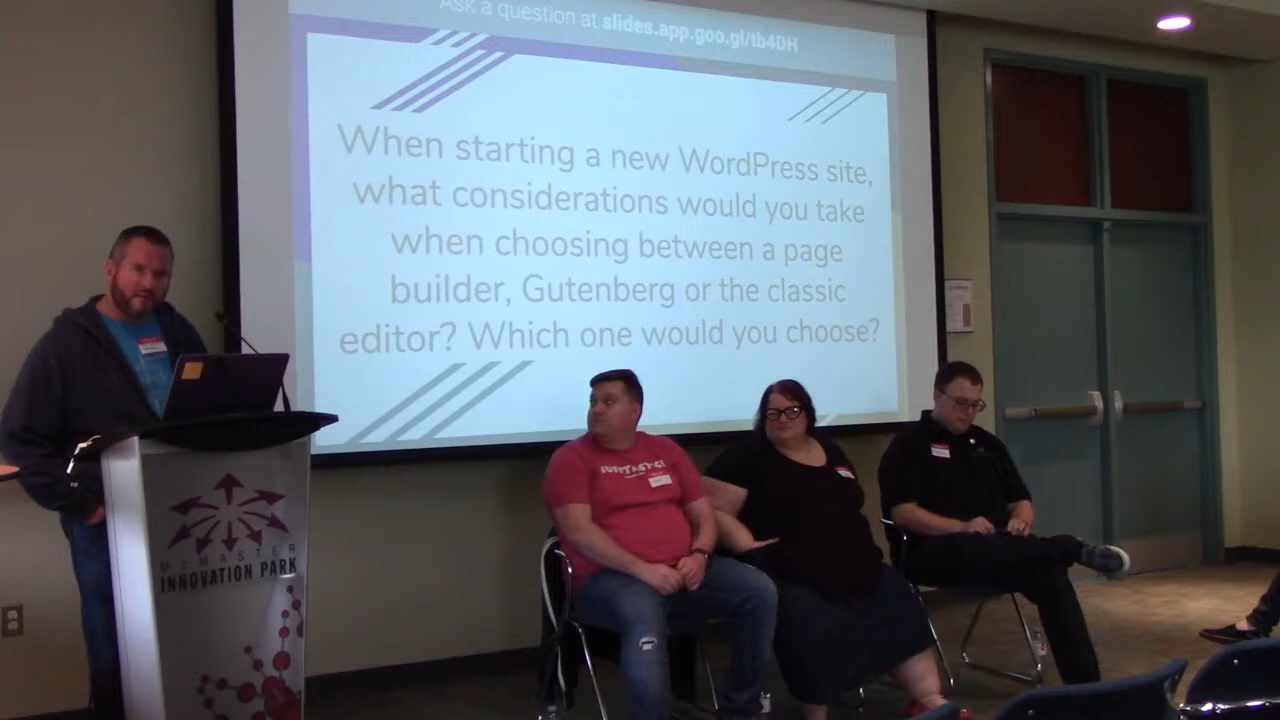 Ask a question at slides.app.goo.gl/tb4DH
When starting a new WordPress site,
what considerations would you take
when choosing between a page
builder, Gutenberg or the classic
editor? Which one would you choose?
MCMASTER
INNOVATION PARK